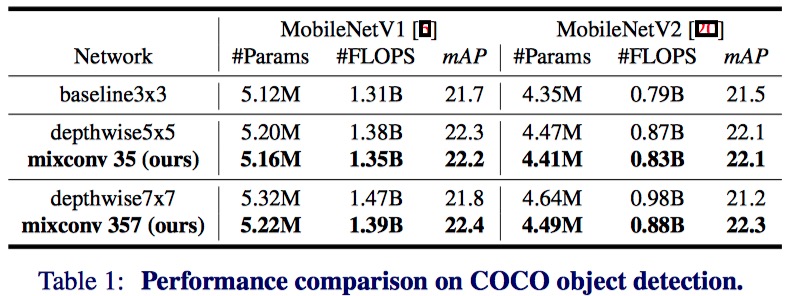 MobileNetV1 [6] MobileNetV2 [20]
Network #Params #FLOPS mAP #Params #FLOPS mAP
baseline3x3 5.12M 1.31B 21.7 4.35M 0.79B 21.5
depthwise5x5 5.20M 1.38B 22.3 4.47M 0.87B 22.1
mixconv 35 (ours) 5.16M 1.35B 22.2 4.41M 0.83B 22.1
depthwise7x7 5.32M 1.47B 21.8 4.64M 0.98B 21.2
mixconv 357 (ours) 5.22M 1.39B 22.4 4.49M 0.88B 22.3
Table 1: Performance comparison on COCO object detection.